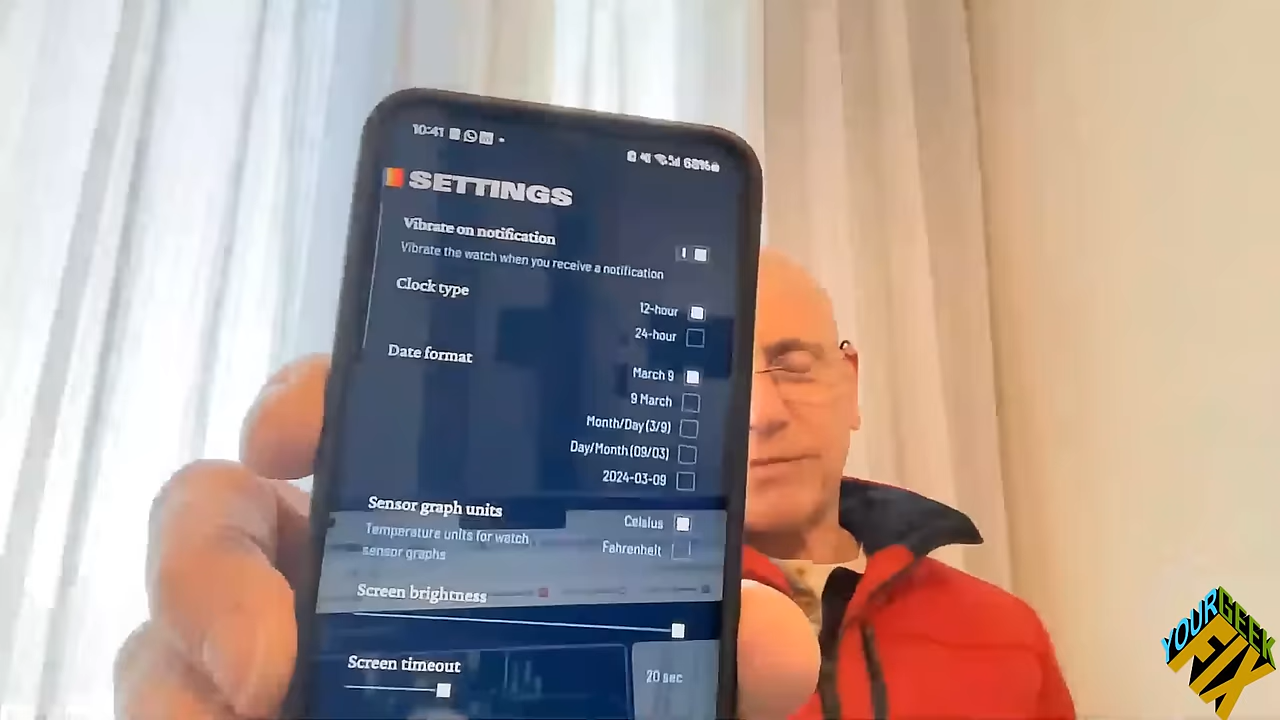 10:41
68%
SETTINGS
Vibrate on notification
Vibrate the watch when you receive a notification
Clock type
12-hour
24-hour
Date format
March 9
9 March
Month/Day (3/9)
Day/Month (09/03)
2024-03-09
Sensor graph units
Celsius
Temperature units for watch
sensor graphs
Fahrenheit
Screen brightness
Screen timeout
20 sec
YOUR GEEK
FIX